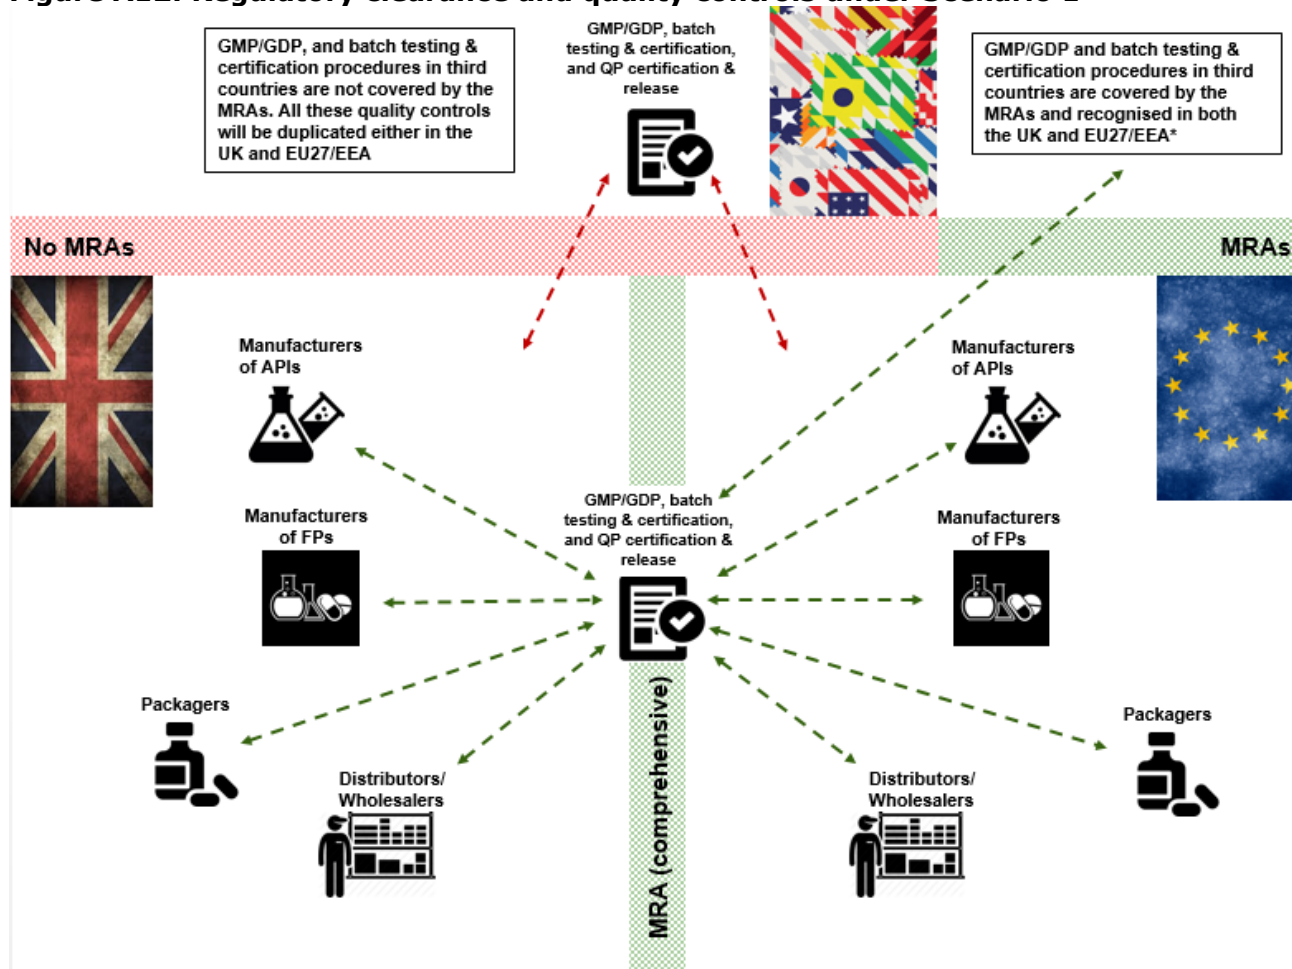 GMP/GDP, and batch testing &
certification procedures in third
countries are not covered by the
MRAs. All these quality controls
will be duplicated either in the
UK and EU27/EEA
GMP/GDP, batch
testing & certification,
and QP certification &
release
GMP/GDP and batch testing &
certification procedures in third
countries are covered by the
MRAs and recognised in both
the UK and EU27/EEA*
No MRAs
MRAs
Manufacturers
of APIs
Manufacturers
of APIs
GMP/GDP, batch
testing & certification,
and QP certification &
release
Manufacturers
of FPs
Manufacturers
of FPs
Packagers
Packagers
Distributors/
Wholesalers
Distributors/
Wholesalers
MRA (comprehensive)